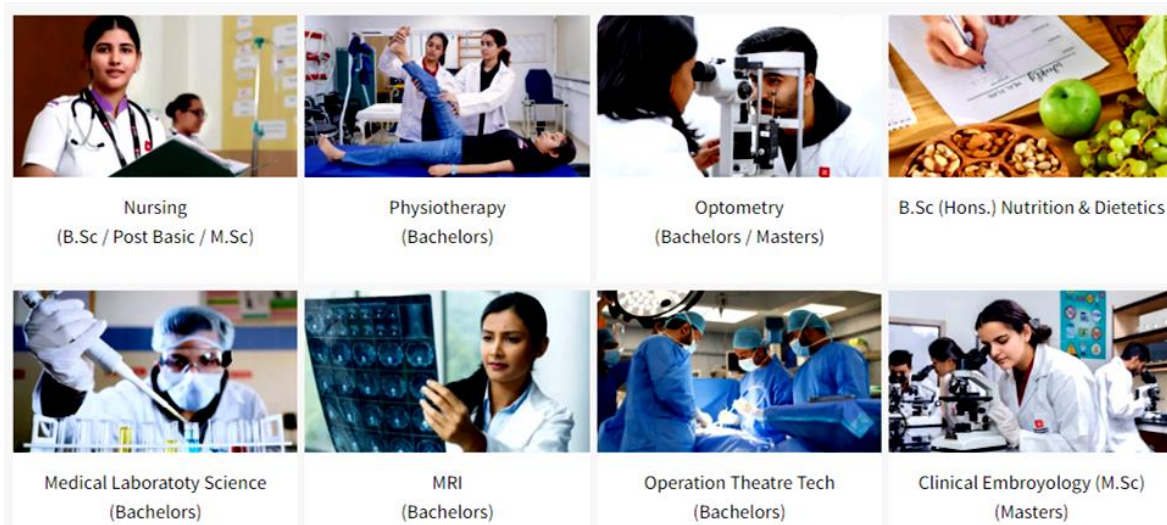 Nursing
(B.Sc / Post Basic / M.Sc)
Physiotherapy
(Bachelors)
Optometry
(Bachelors / Masters)
B.Sc (Hons.) Nutrition & Dietetics
Medical Laboratoty Science
(Bachelors)
MRI
(Bachelors)
Operation Theatre Tech
(Bachelors)
Clinical Embroyology (M.Sc)
(Masters)